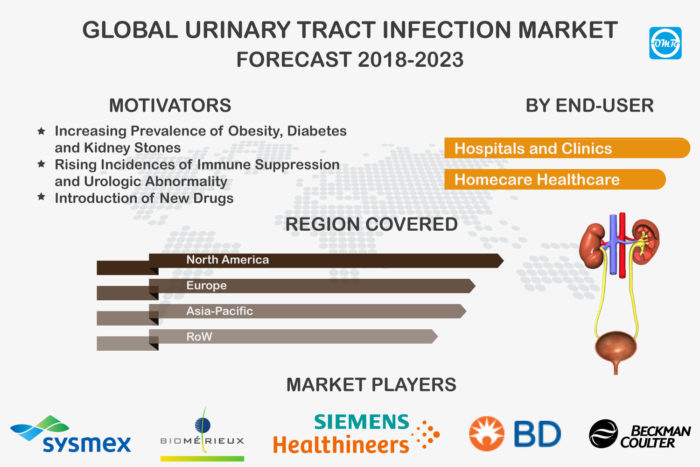 GLOBAL URINARY TRACT INFECTION MARKET
FORECAST 2018-2023
OMR
MOTIVATORS
Increasing Prevalence of Obesity, Diabetes
and Kidney Stones
Rising Incidences of Immune Suppression
and Urologic Abnormality
Introduction of New Drugs
BY END-USER
Hospitals and Clinics
Homecare Healthcare
REGION COVERED
North America
Europe
Asia-Pacific
RoW
MARKET PLAYERS
sysmex
BIOMÉRIEUX
SIEMENS
Healthineers
BD
BECKMAN
COULTER